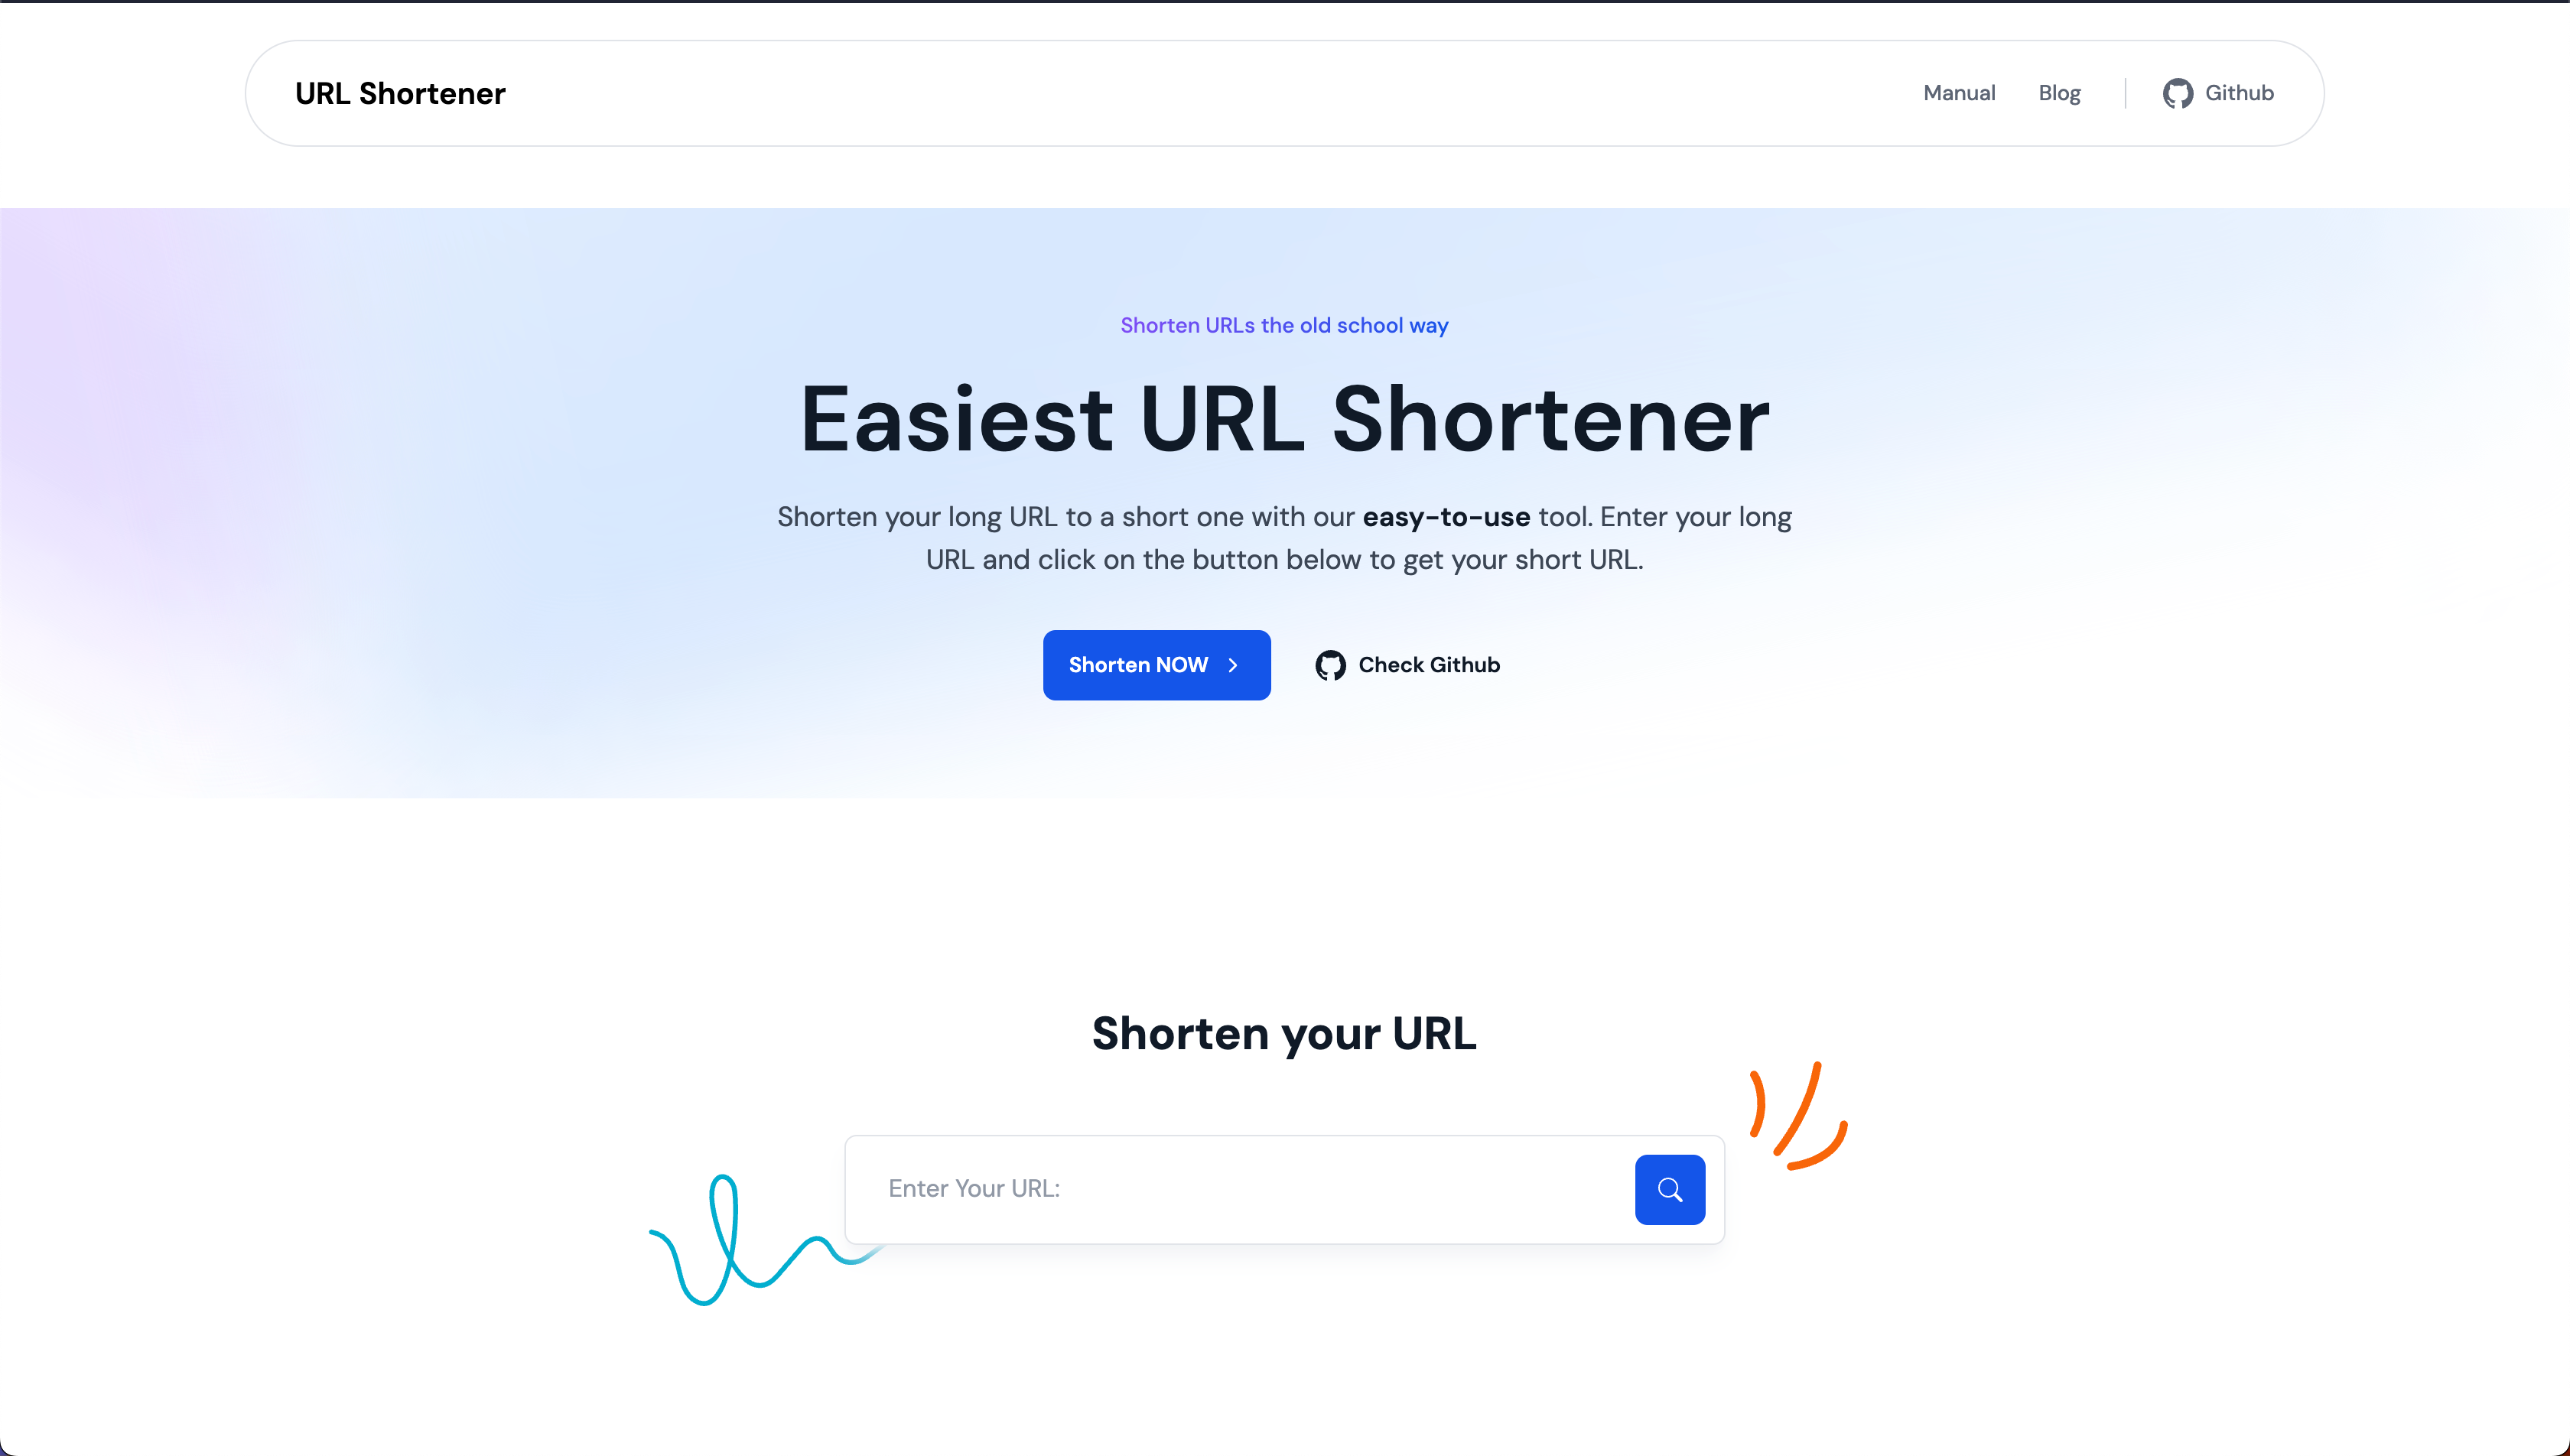 URL Shortener
Manual
Blog
Github
Shorten URLs the old school way
Easiest URL Shortener
Shorten your long URL to a short one with our easy-to-use tool. Enter your long
URL and click on the button below to get your short URL.
Shorten NOW
Check Github
Shorten your URL
Enter Your URL: